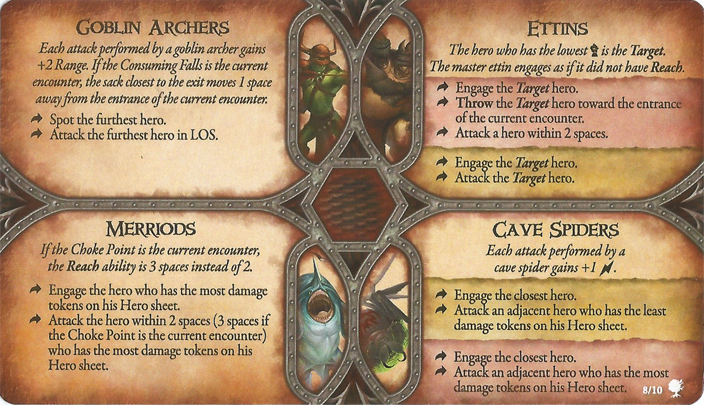 GOBLIN ARCHERS
Each attack performed by a goblin archer gains
+2 Range. If the Consuming Falls is the current
encounter, the sack closest to the exit moves 1 space
away from the entrance of the current encounter.
Spot the furthest hero.
Attack the furthest hero in LOS.
ETTINS
The hero who has the lowest is the Target.
The master ettin engages as if it did not have Reach.
Engage the Target hero.
Throw the Target hero toward the entrance
of the current encounter.
Attack a hero within 2 spaces.
Engage the Target hero.
Attack the Target hero.
MERRIODS
If the Choke Point is the current encounter,
the Reach ability is 3 spaces instead of 2.
Engage the hero who has the most damage
tokens on his Hero sheet.
Attack the hero within 2 spaces (3 spaces if
the Choke Point is the current encounter)
who has the most damage tokens on his
Hero sheet.
CAVE SPIDERS
Each attack performed by a
cave spider gains +1 .
Engage the closest hero.
Attack an adjacent hero who has the least
damage tokens on his Hero sheet.
Engage the closest hero.
Attack an adjacent hero who has the most
damage tokens on his Hero sheet.
8/10